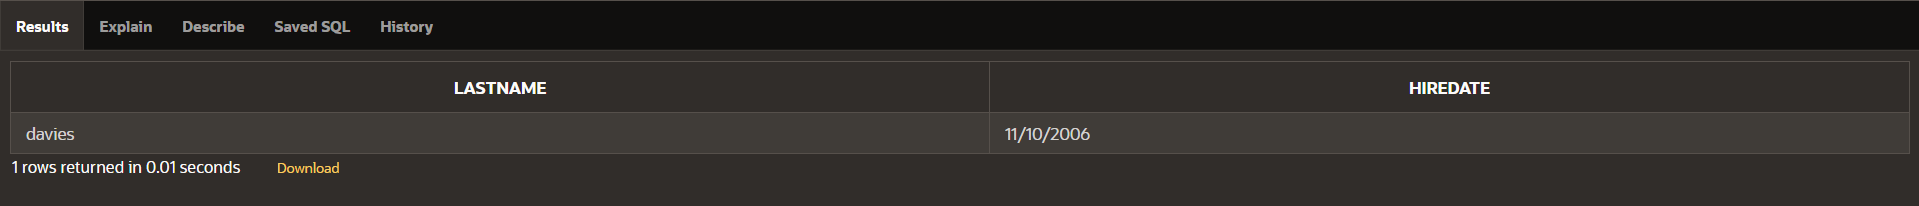 Results Explain Describe Saved SQL History
LASTNAME HIREDATE
davies 11/10/2006
1 rows returned in 0.01 seconds Download